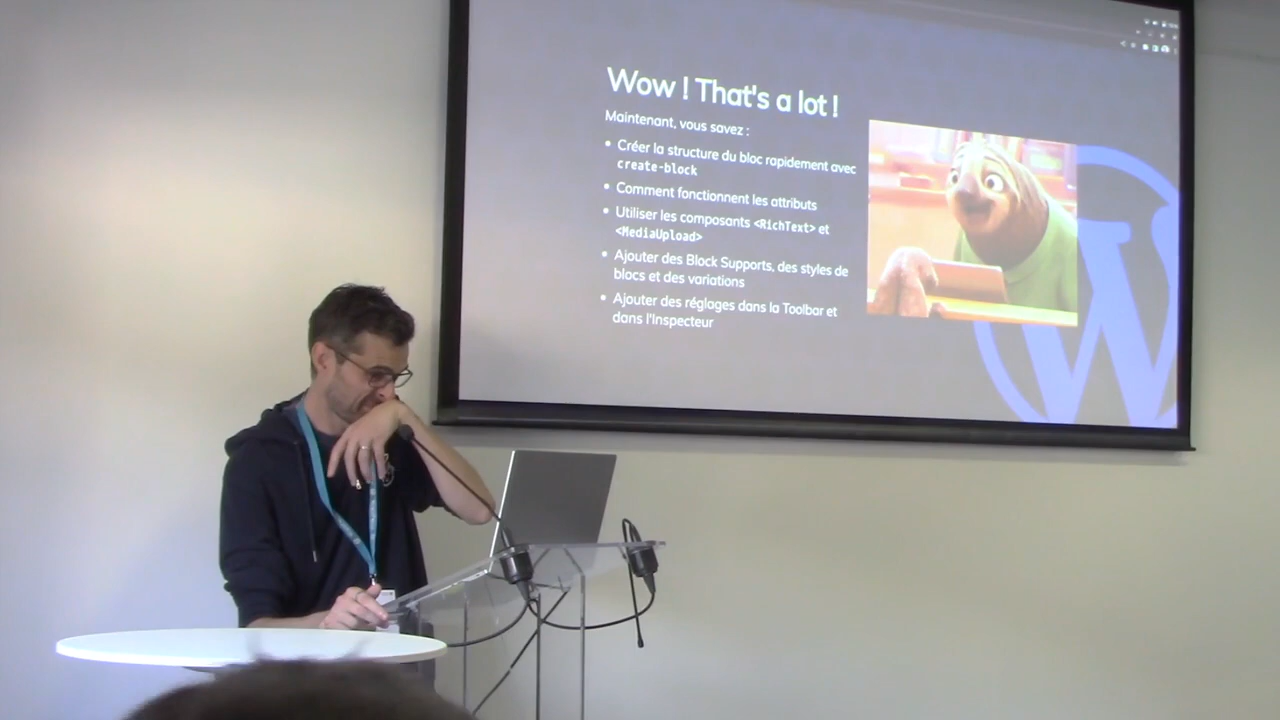 Wow ! That's a lot !
Maintenant, vous savez :
• Créer la structure du bloc rapidement avec
create-block
• Comment fonctionnent les attributs
• Utiliser les composants <RichText> et
<MediaUpload>
• Ajouter des Block Supports, des styles de
blocs et des variations
• Ajouter des réglages dans la Toolbar et
dans l'Inspecteur